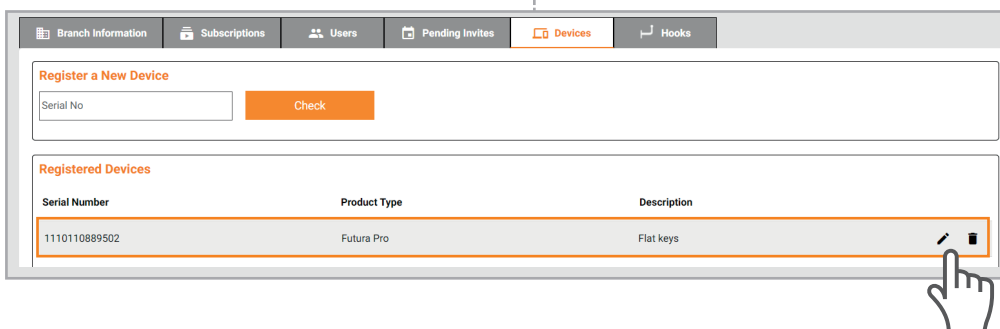 Branch Information Subscriptions Users Pending Invites Devices Hooks
Register a New Device
Serial No Check
Registered Devices
Serial Number Product Type Description
1110110889502 Futura Pro Flat keys